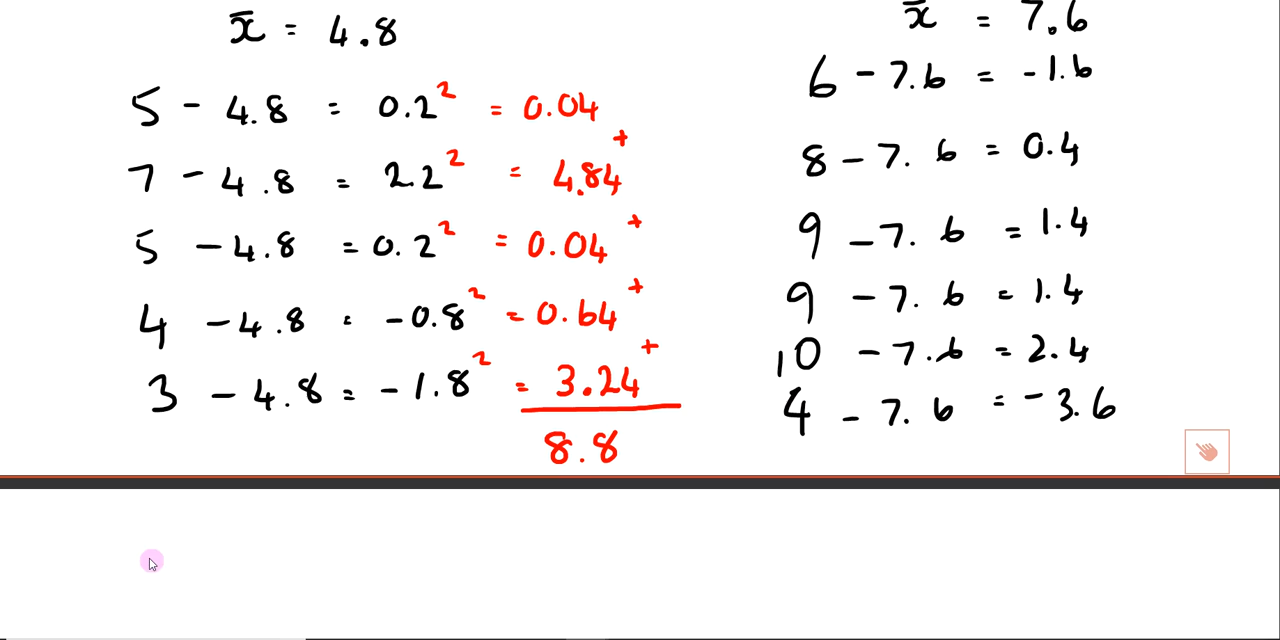 x̄ = 4.8
5 - 4.8 = 0.2² = 0.04
7 - 4.8 = 2.2² = 4.84 +
5 - 4.8 = 0.2² = 0.04 +
4 - 4.8 = -0.8² = 0.64 +
3 - 4.8 = -1.8² = 3.24 +
8.8
x̄ = 7.6
6 - 7.6 = -1.6
8 - 7.6 = 0.4
9 - 7.6 = 1.4
9 - 7.6 = 1.4
10 - 7.6 = 2.4
4 - 7.6 = -3.6